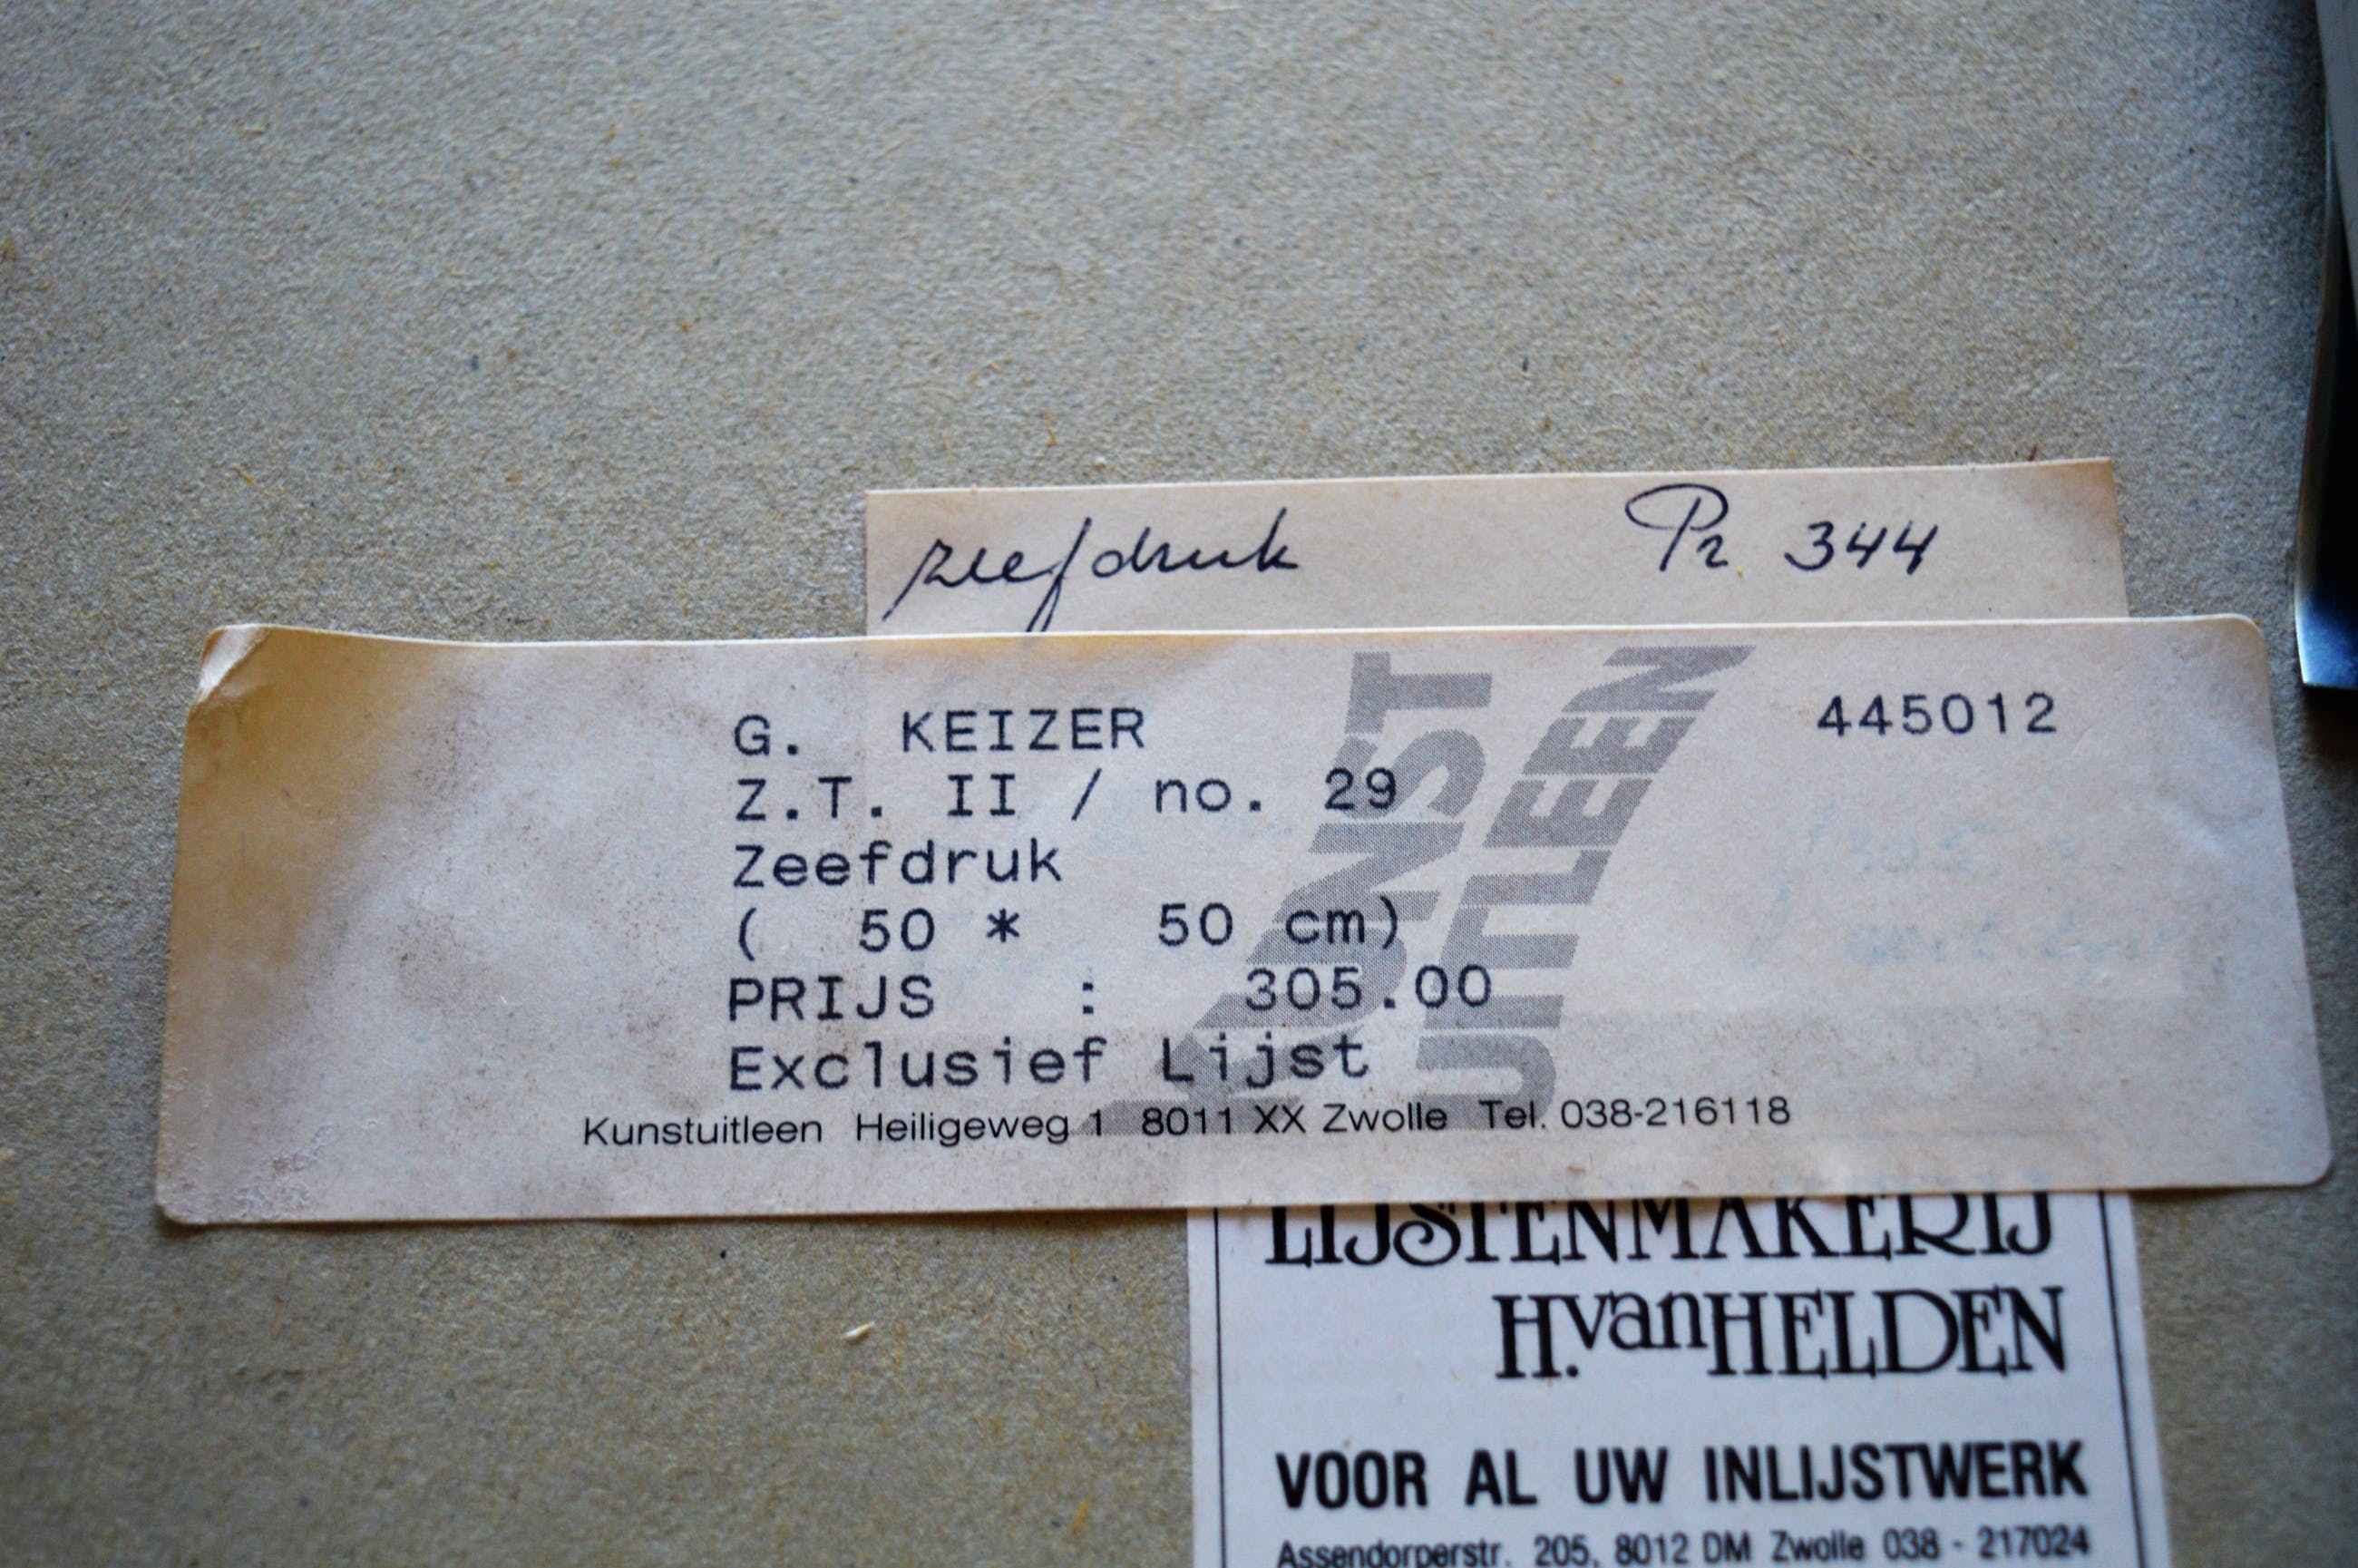 zeefdruk Pr. 344
G. KEIZER 445012
Z.T. II / no. 29
Zeefdruk
( 50 * 50 cm)
PRIJS : 305.00
Exclusief Lijst
KUNST
UITLEEN
Kunstuitleen Heiligeweg 1 8011 XX Zwolle Tel. 038-216118
LIJSTENMAKERIJ
H. van HELDEN
VOOR AL UW INLIJSTWERK
Assendorperstr. 205, 8012 DM Zwolle 038 - 217024